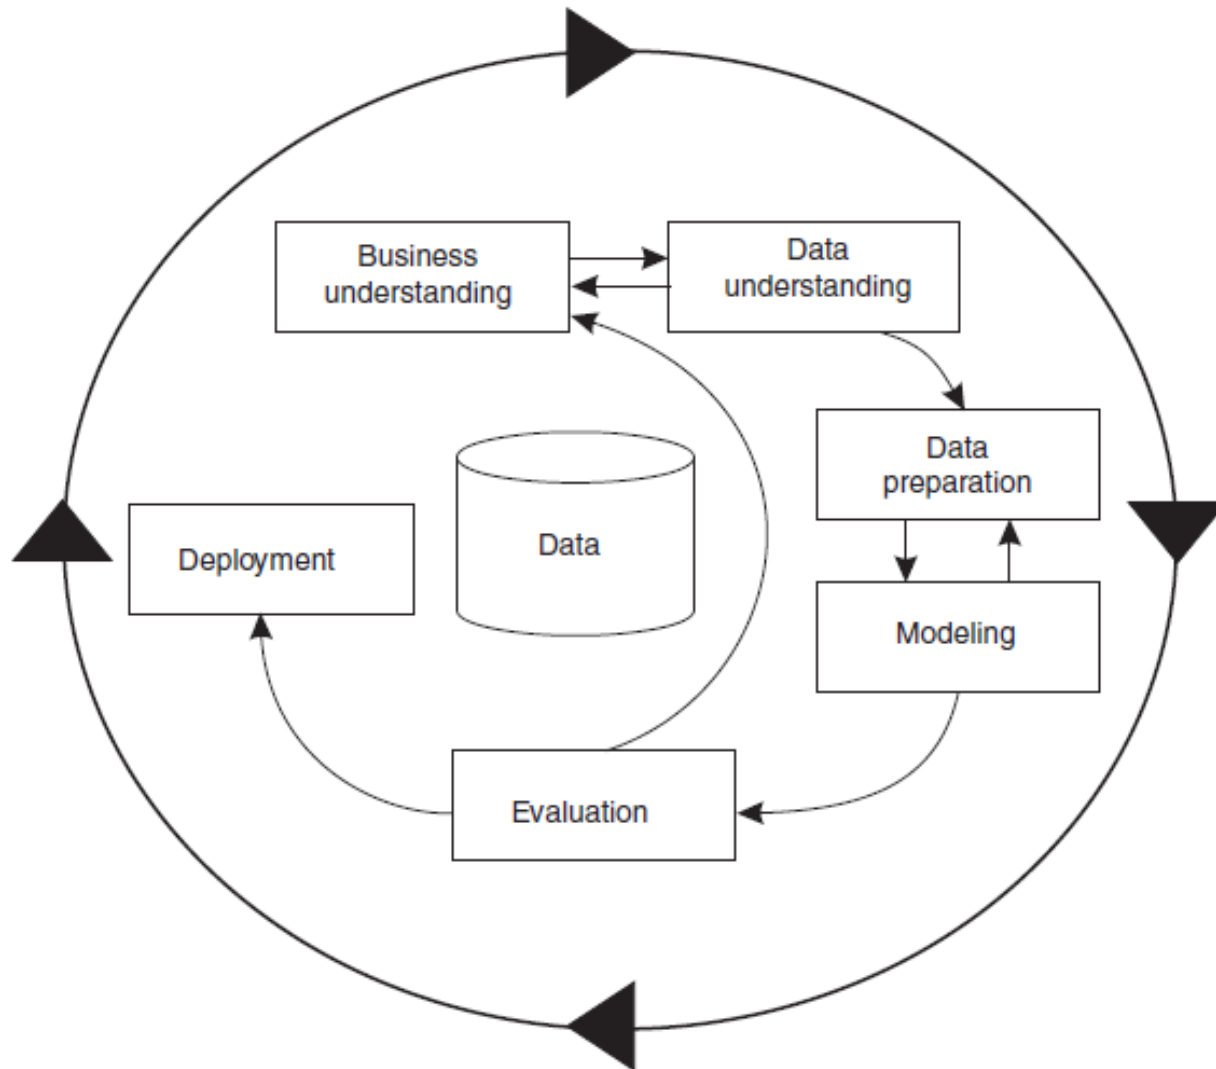 Business
understanding
Data
understanding
Data
preparation
Modeling
Evaluation
Deployment
Data